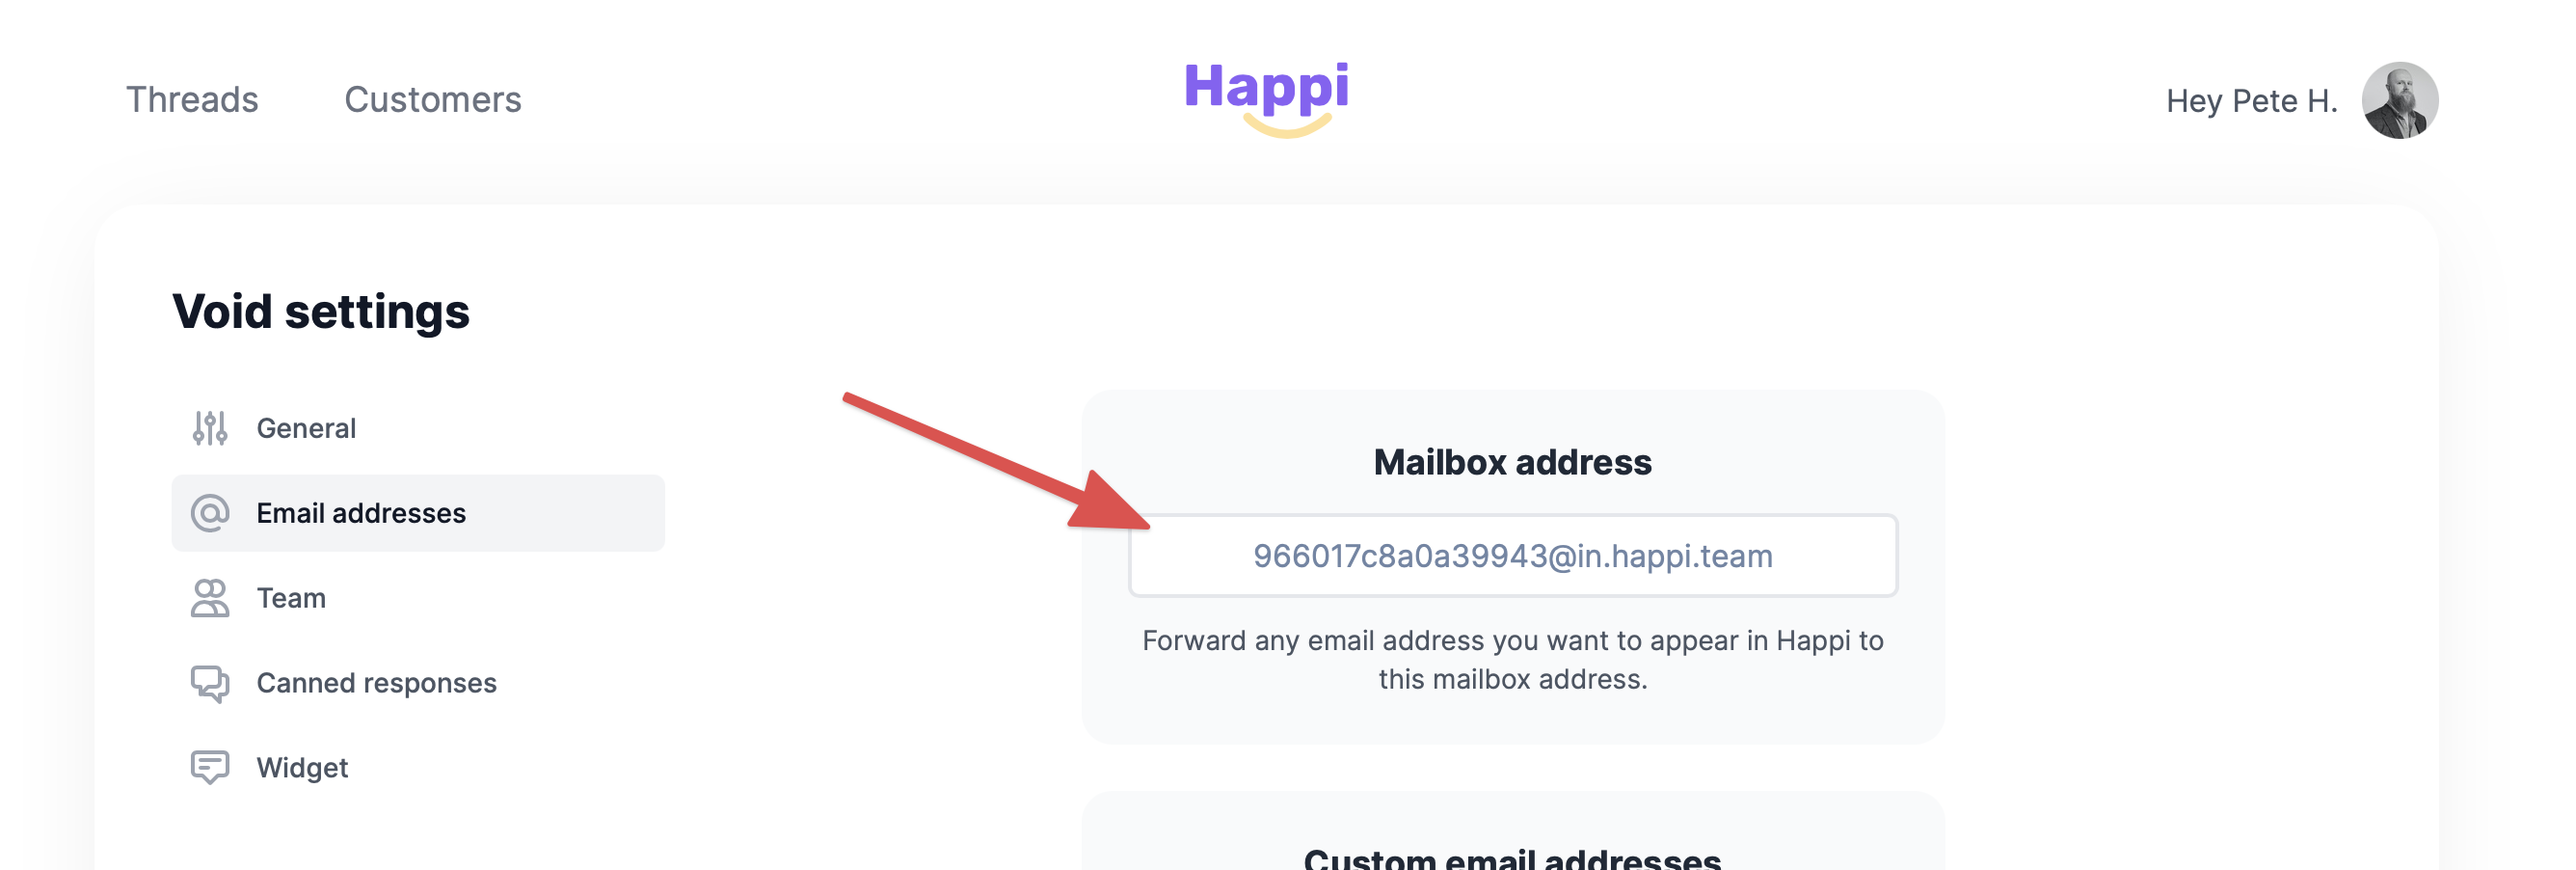 Threads
Customers
Happi
Hey Pete H.
Void settings
General
Email addresses
Team
Canned responses
Widget
Mailbox address
966017c8a0a39943@in.happi.team
Forward any email address you want to appear in Happi to
this mailbox address.
Custom email addresses